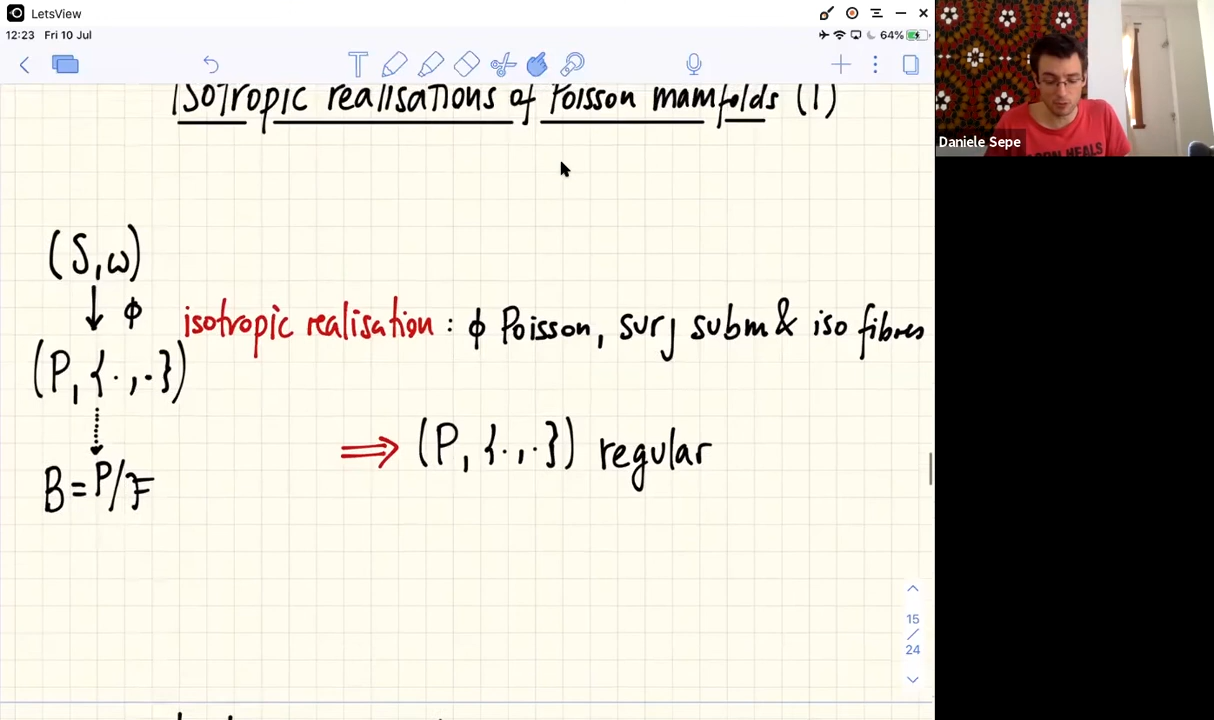 LetsView
12:23 Fri 10 Jul
64%
Isotropic realisations of Poisson manifolds (1)
(S, ω)
↓ ϕ
isotropic realisation : ϕ Poisson, surj subm & iso fibres
(P, {·,·})
⟹ (P, {·,·}) regular
B = P/F
15
/
24
Daniele Sepe